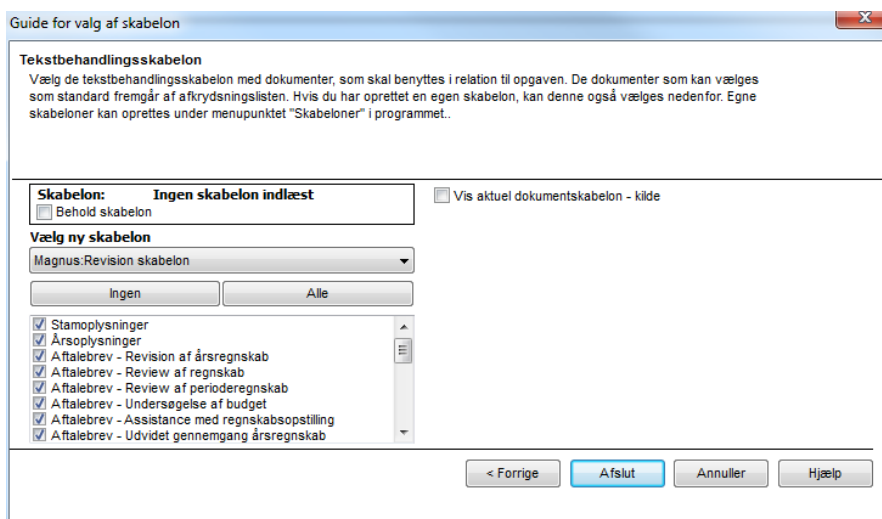 Guide for valg af skabelon
X
Tekstbehandlingsskabelon
Vælg de tekstbehandlingsskabelon med dokumenter, som skal benyttes i relation til opgaven. De dokumenter som kan vælges
som standard fremgår af afkrydsningslisten. Hvis du har oprettet en egen skabelon, kan denne også vælges nedenfor. Egne
skabeloner kan oprettes under menupunktet "Skabeloner" i programmet..
Skabelon: Ingen skabelon indlæst
Behold skabelon
Vis aktuel dokumentskabelon - kilde
Vælg ny skabelon
Magnus:Revision skabelon
Ingen Alle
Stamoplysninger
Årsoplysninger
Aftalebrev - Revision af årsregnskab
Aftalebrev - Review af regnskab
Aftalebrev - Review af perioderegnskab
Aftalebrev - Undersøgelse af budget
Aftalebrev - Assistance med regnskabsopstilling
Aftalebrev - Udvidet gennemgang årsregnskab
< Forrige Afslut Annuller Hjælp